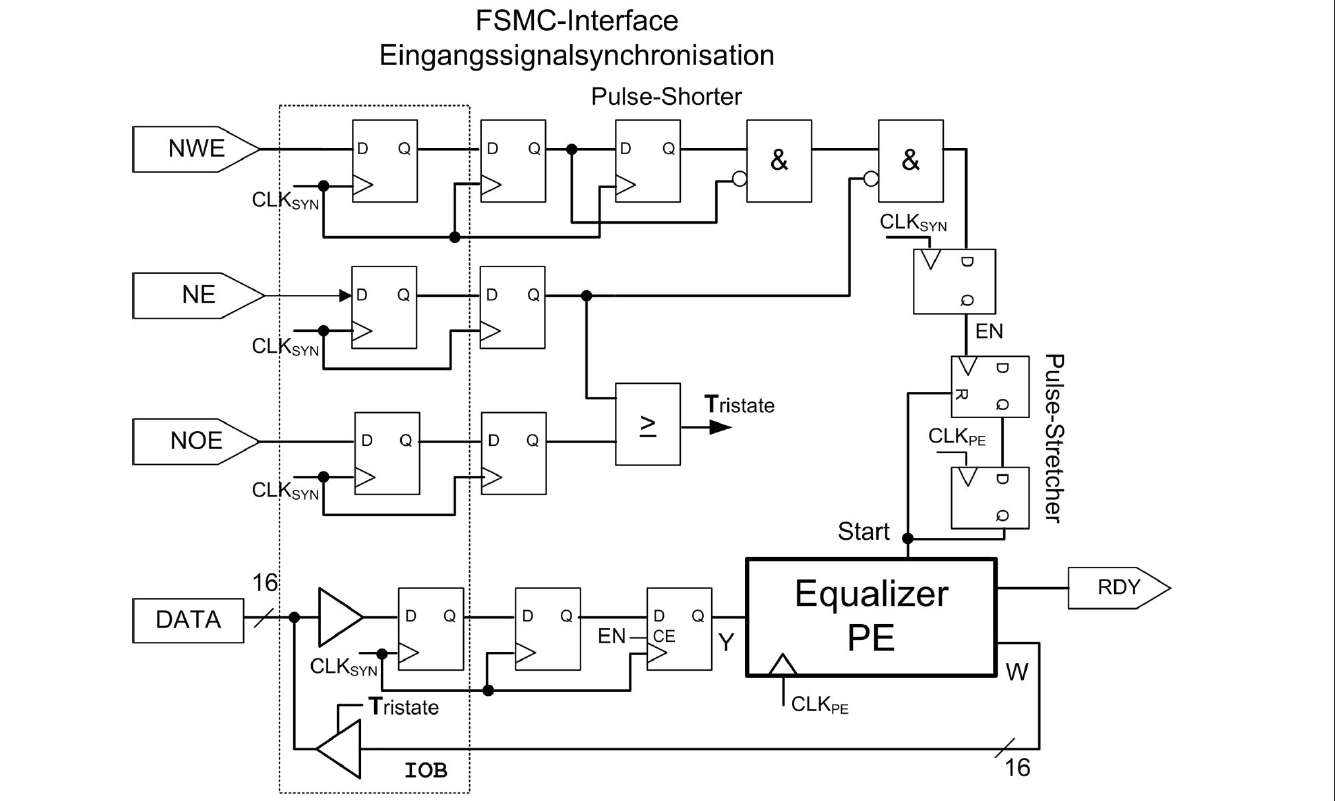 FSMC-Interface
Eingangssignalsynchronisation
Pulse-Shorter
NWE
D Q
D Q
D Q
&
&
CLKSYN
CLKSYN
D
Q
NE
D Q
D Q
CLKSYN
EN
D
R
Q
Pulse-Stretcher
Tristate
≥
NOE
D Q
D Q
CLKPE
CLKSYN
D
Q
Start
16
DATA
D Q
D Q
D Q
EN CE
Y
Equalizer
PE
RDY
W
CLKSYN
CLKPE
Tristate
IOB
16